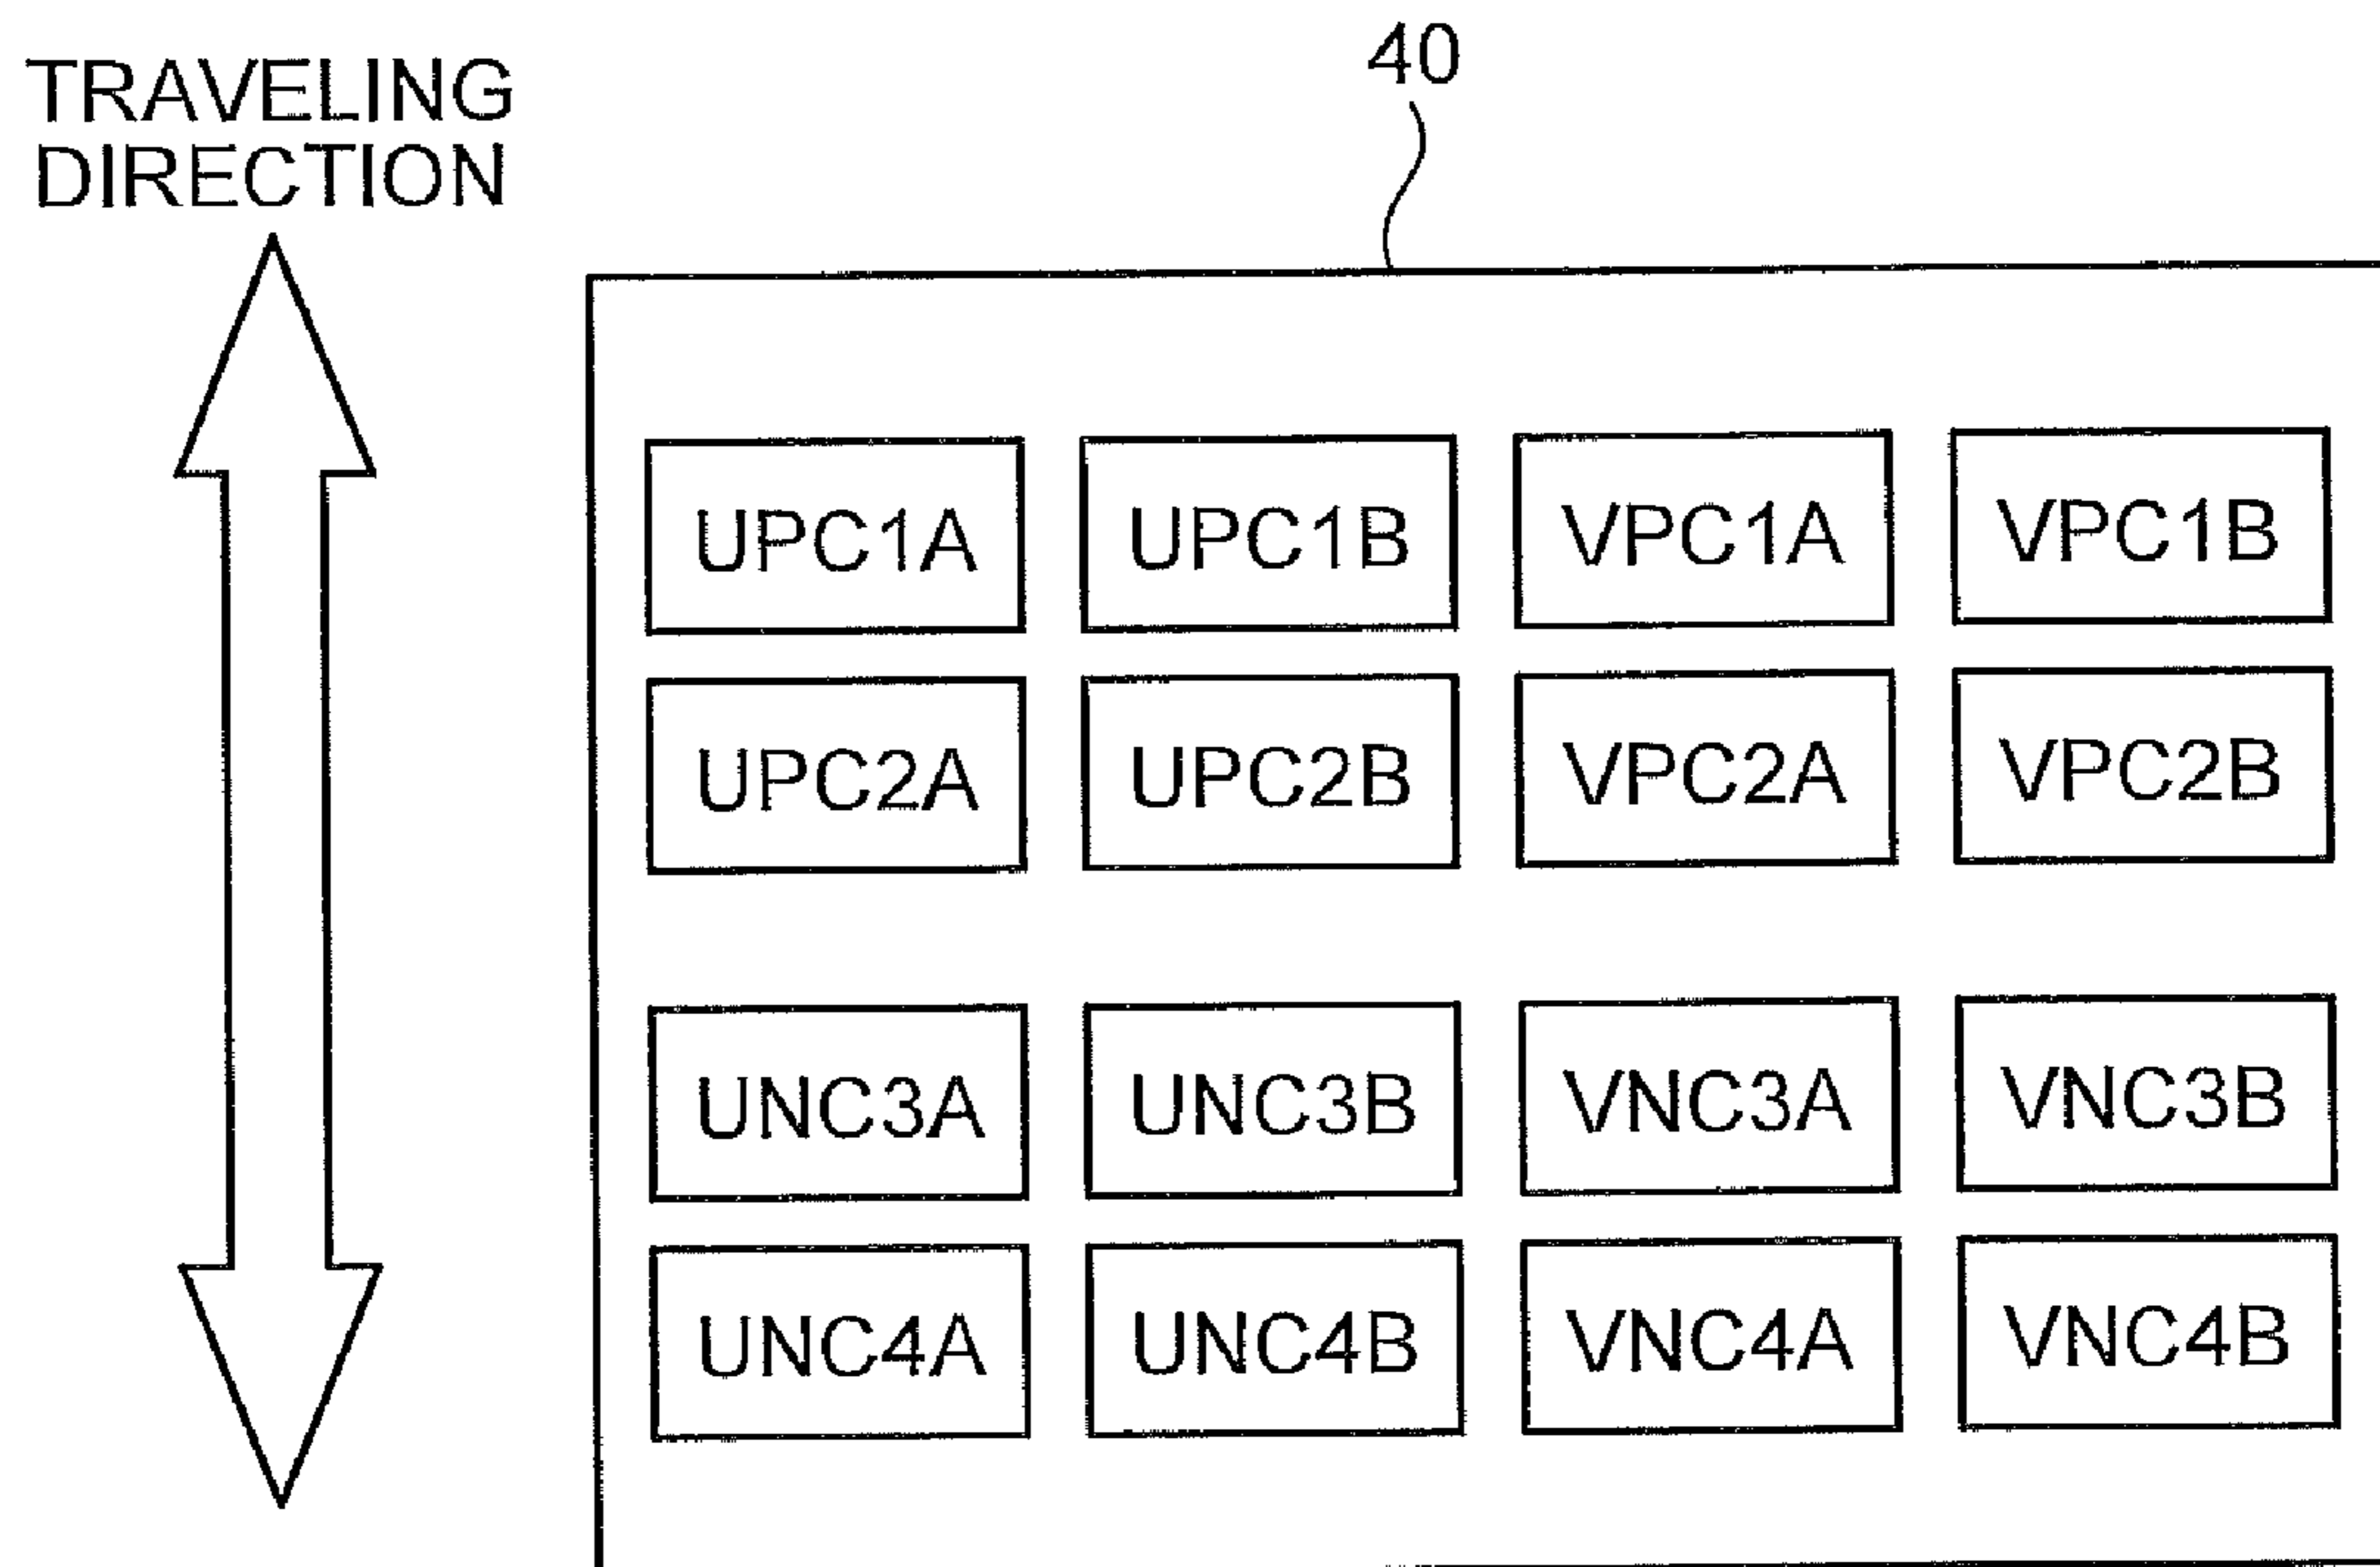 40
TRAVELING
DIRECTION
UPC1A UPC1B VPC1A VPC1B
UPC2A UPC2B VPC2A VPC2B
UNC3A UNC3B VNC3A VNC3B
UNC4A UNC4B VNC4A VNC4B